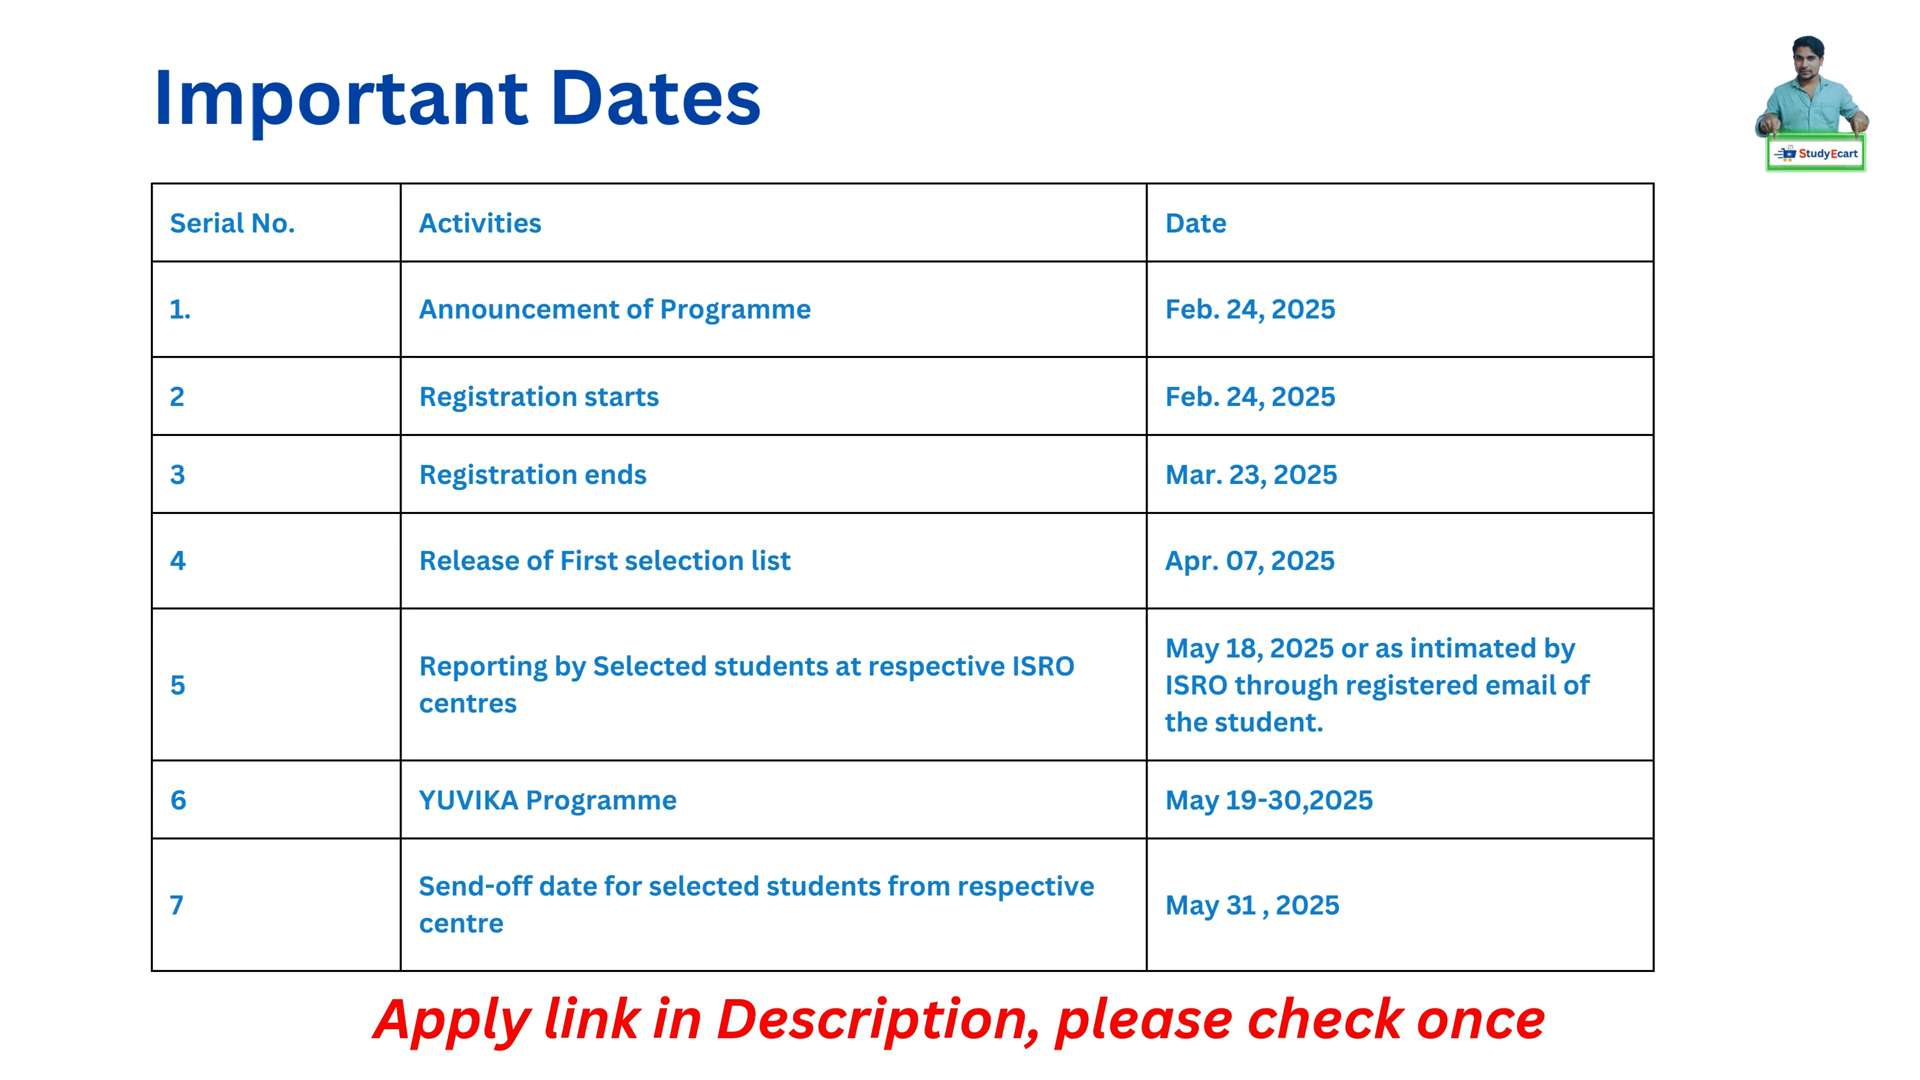 Important Dates
StudyEcart
Serial No. Activities Date
1. Announcement of Programme Feb. 24, 2025
2 Registration starts Feb. 24, 2025
3 Registration ends Mar. 23, 2025
4 Release of First selection list Apr. 07, 2025
5 Reporting by Selected students at respective ISRO
centres
May 18, 2025 or as intimated by
ISRO through registered email of
the student.
6 YUVIKA Programme May 19-30,2025
7 Send-off date for selected students from respective
centre
May 31 , 2025
Apply link in Description, please check once